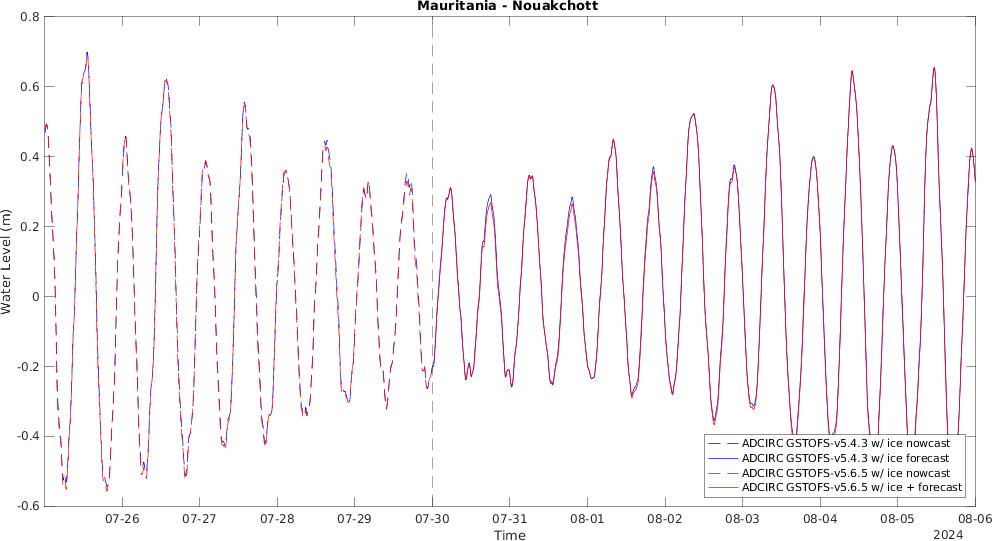 Mauritania - Nouakchott
Water Level (m)
0.8
0.6
0.4
0.2
0
-0.2
-0.4
-0.6
ADCIRC GSTOFS-v5.4.3 w/ ice nowcast
ADCIRC GSTOFS-v5.4.3 w/ ice forecast
ADCIRC GSTOFS-v5.6.5 w/ ice nowcast
ADCIRC GSTOFS-v5.6.5 w/ ice + forecast
07-26 07-27 07-28 07-29 07-30 07-31 08-01 08-02 08-03 08-04 08-05 08-06
Time
2024